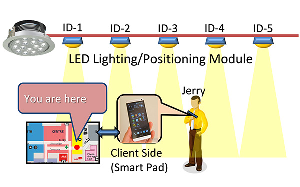 ID-1 ID-2 ID-3 ID-4 ID-5
LED Lighting/Positioning Module
You are here
Jerry
Client Side
(Smart Pad)